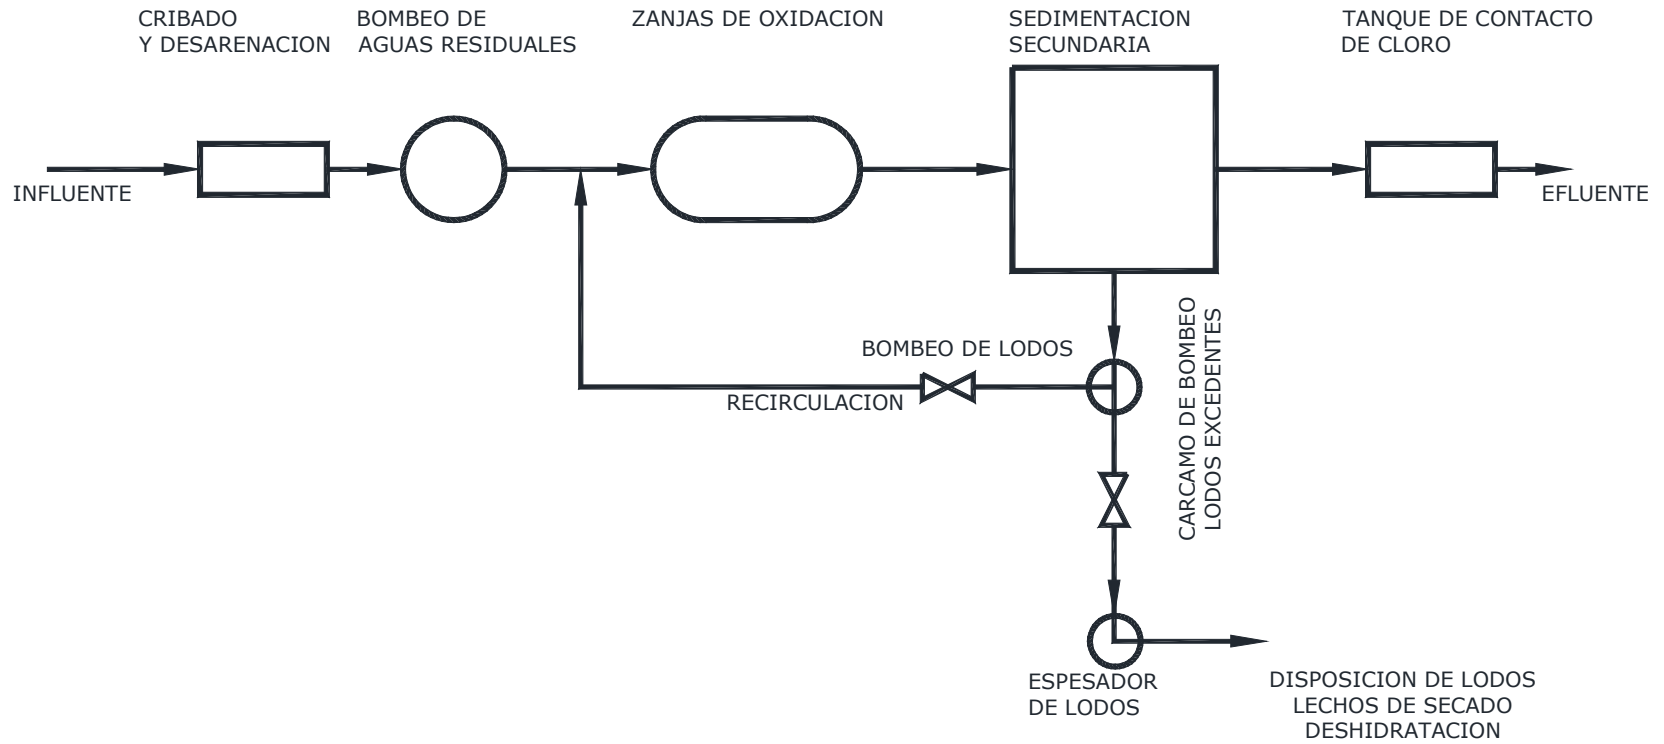 CRIBADO
Y DESARENACION
BOMBEO DE
AGUAS RESIDUALES
ZANJAS DE OXIDACION
SEDIMENTACION
SECUNDARIA
TANQUE DE CONTACTO
DE CLORO
INFLUENTE
EFLUENTE
BOMBEO DE LODOS
RECIRCULACION
CARCAMO DE BOMBEO
LODOS EXCEDENTES
ESPESADOR
DE LODOS
DISPOSICION DE LODOS
LECHOS DE SECADO
DESHIDRATACION